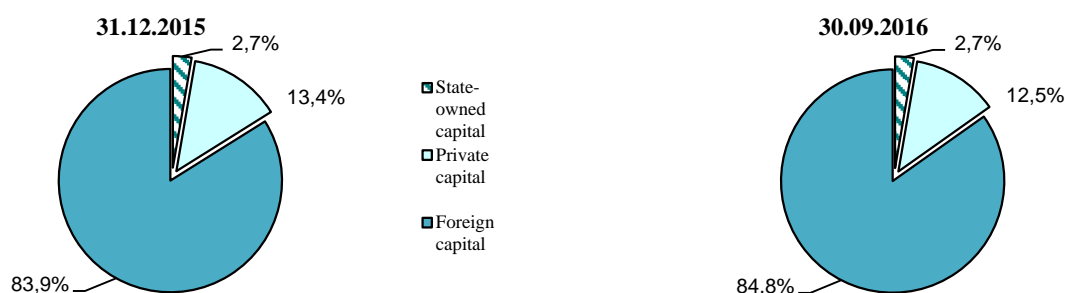 31.12.2015
2,7%
13,4%
83,9%
State-
owned
capital
Private
capital
Foreign
capital
30.09.2016
2,7%
12,5%
84,8%